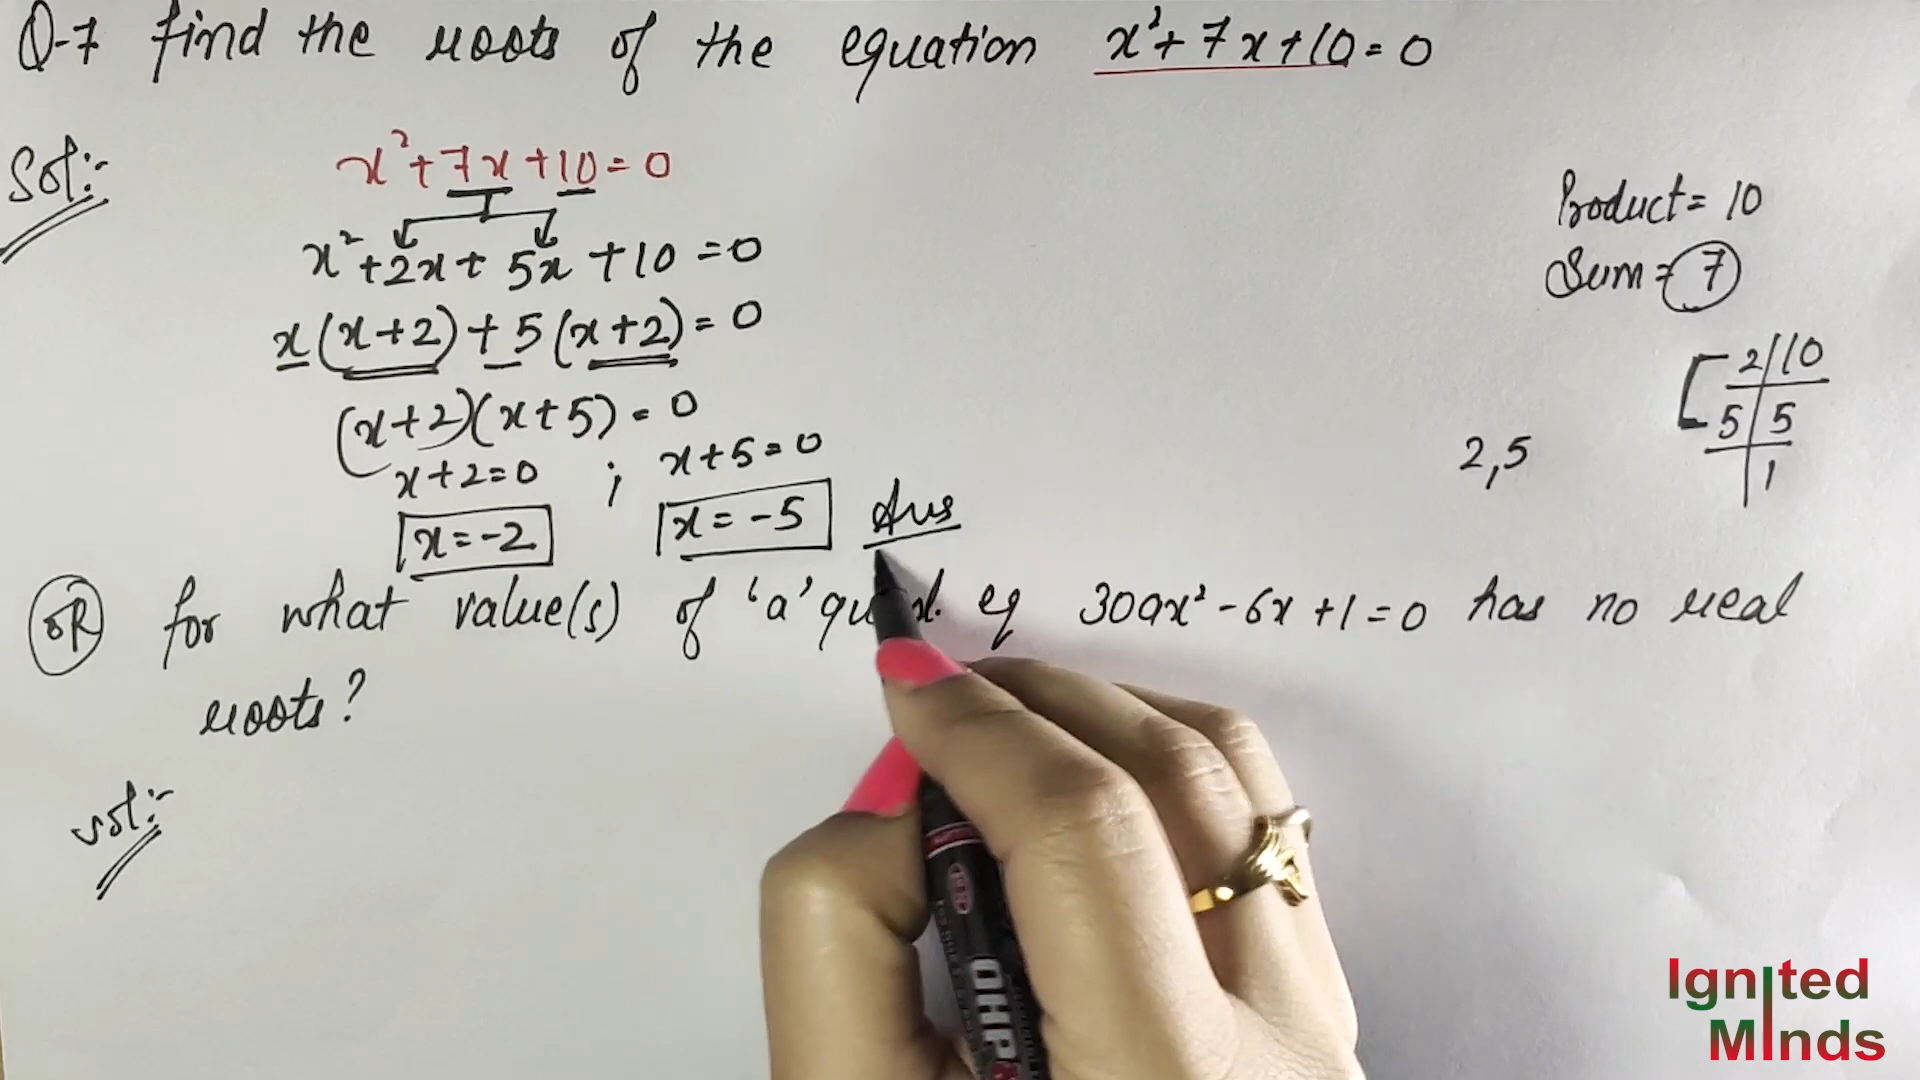 Q-7 find the roots of the equation x²+7x+10=0
Sol:-
x²+7x+10=0
x²+2x+5x+10=0
x(x+2)+5(x+2)=0
(x+2)(x+5)=0
x+2=0 ; x+5=0
x=-2 x=-5 Ans
Product=10
Sum=7
2|10
5|5
|1
2,5
OR for what value(s) of 'a' quad. eq 30ax²-6x+1=0 has no real
roots?
Sol:-
OHP
Ignited
Minds